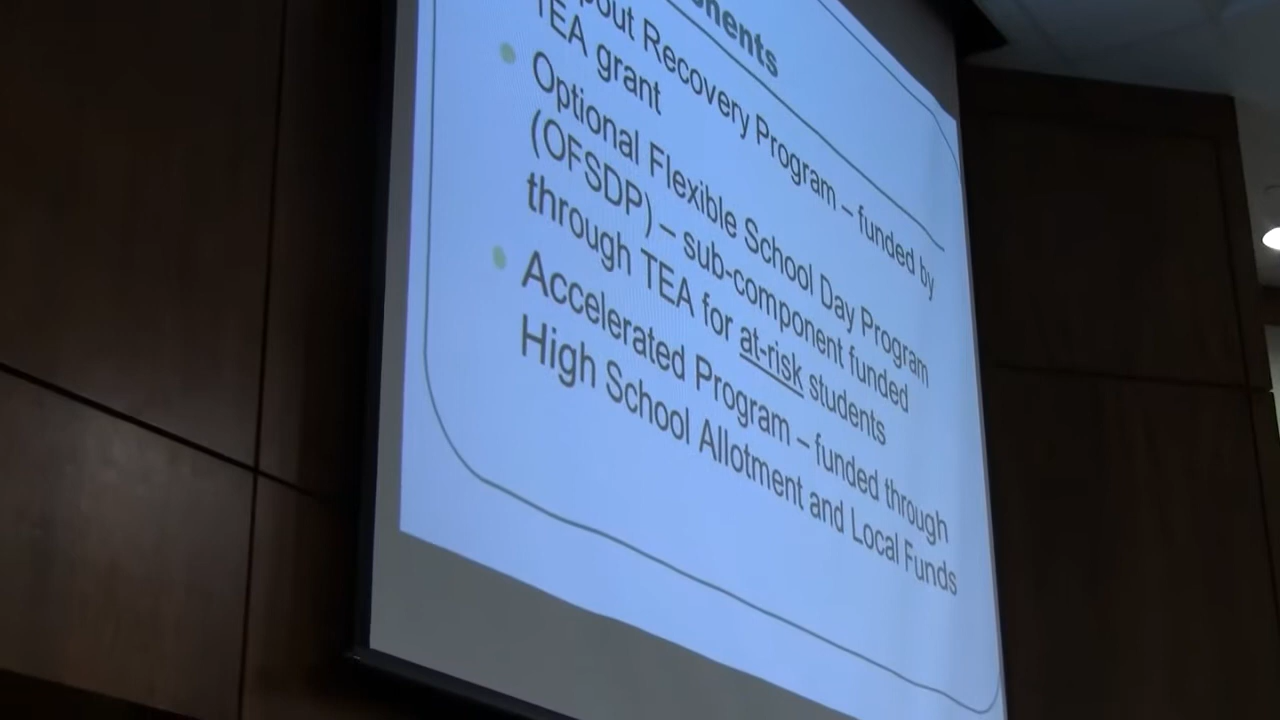 nents
pout Recovery Program – funded by
TEA grant
Optional Flexible School Day Program
(OFSDP) – sub-component funded
through TEA for at-risk students
Accelerated Program – funded through
High School Allotment and Local Funds